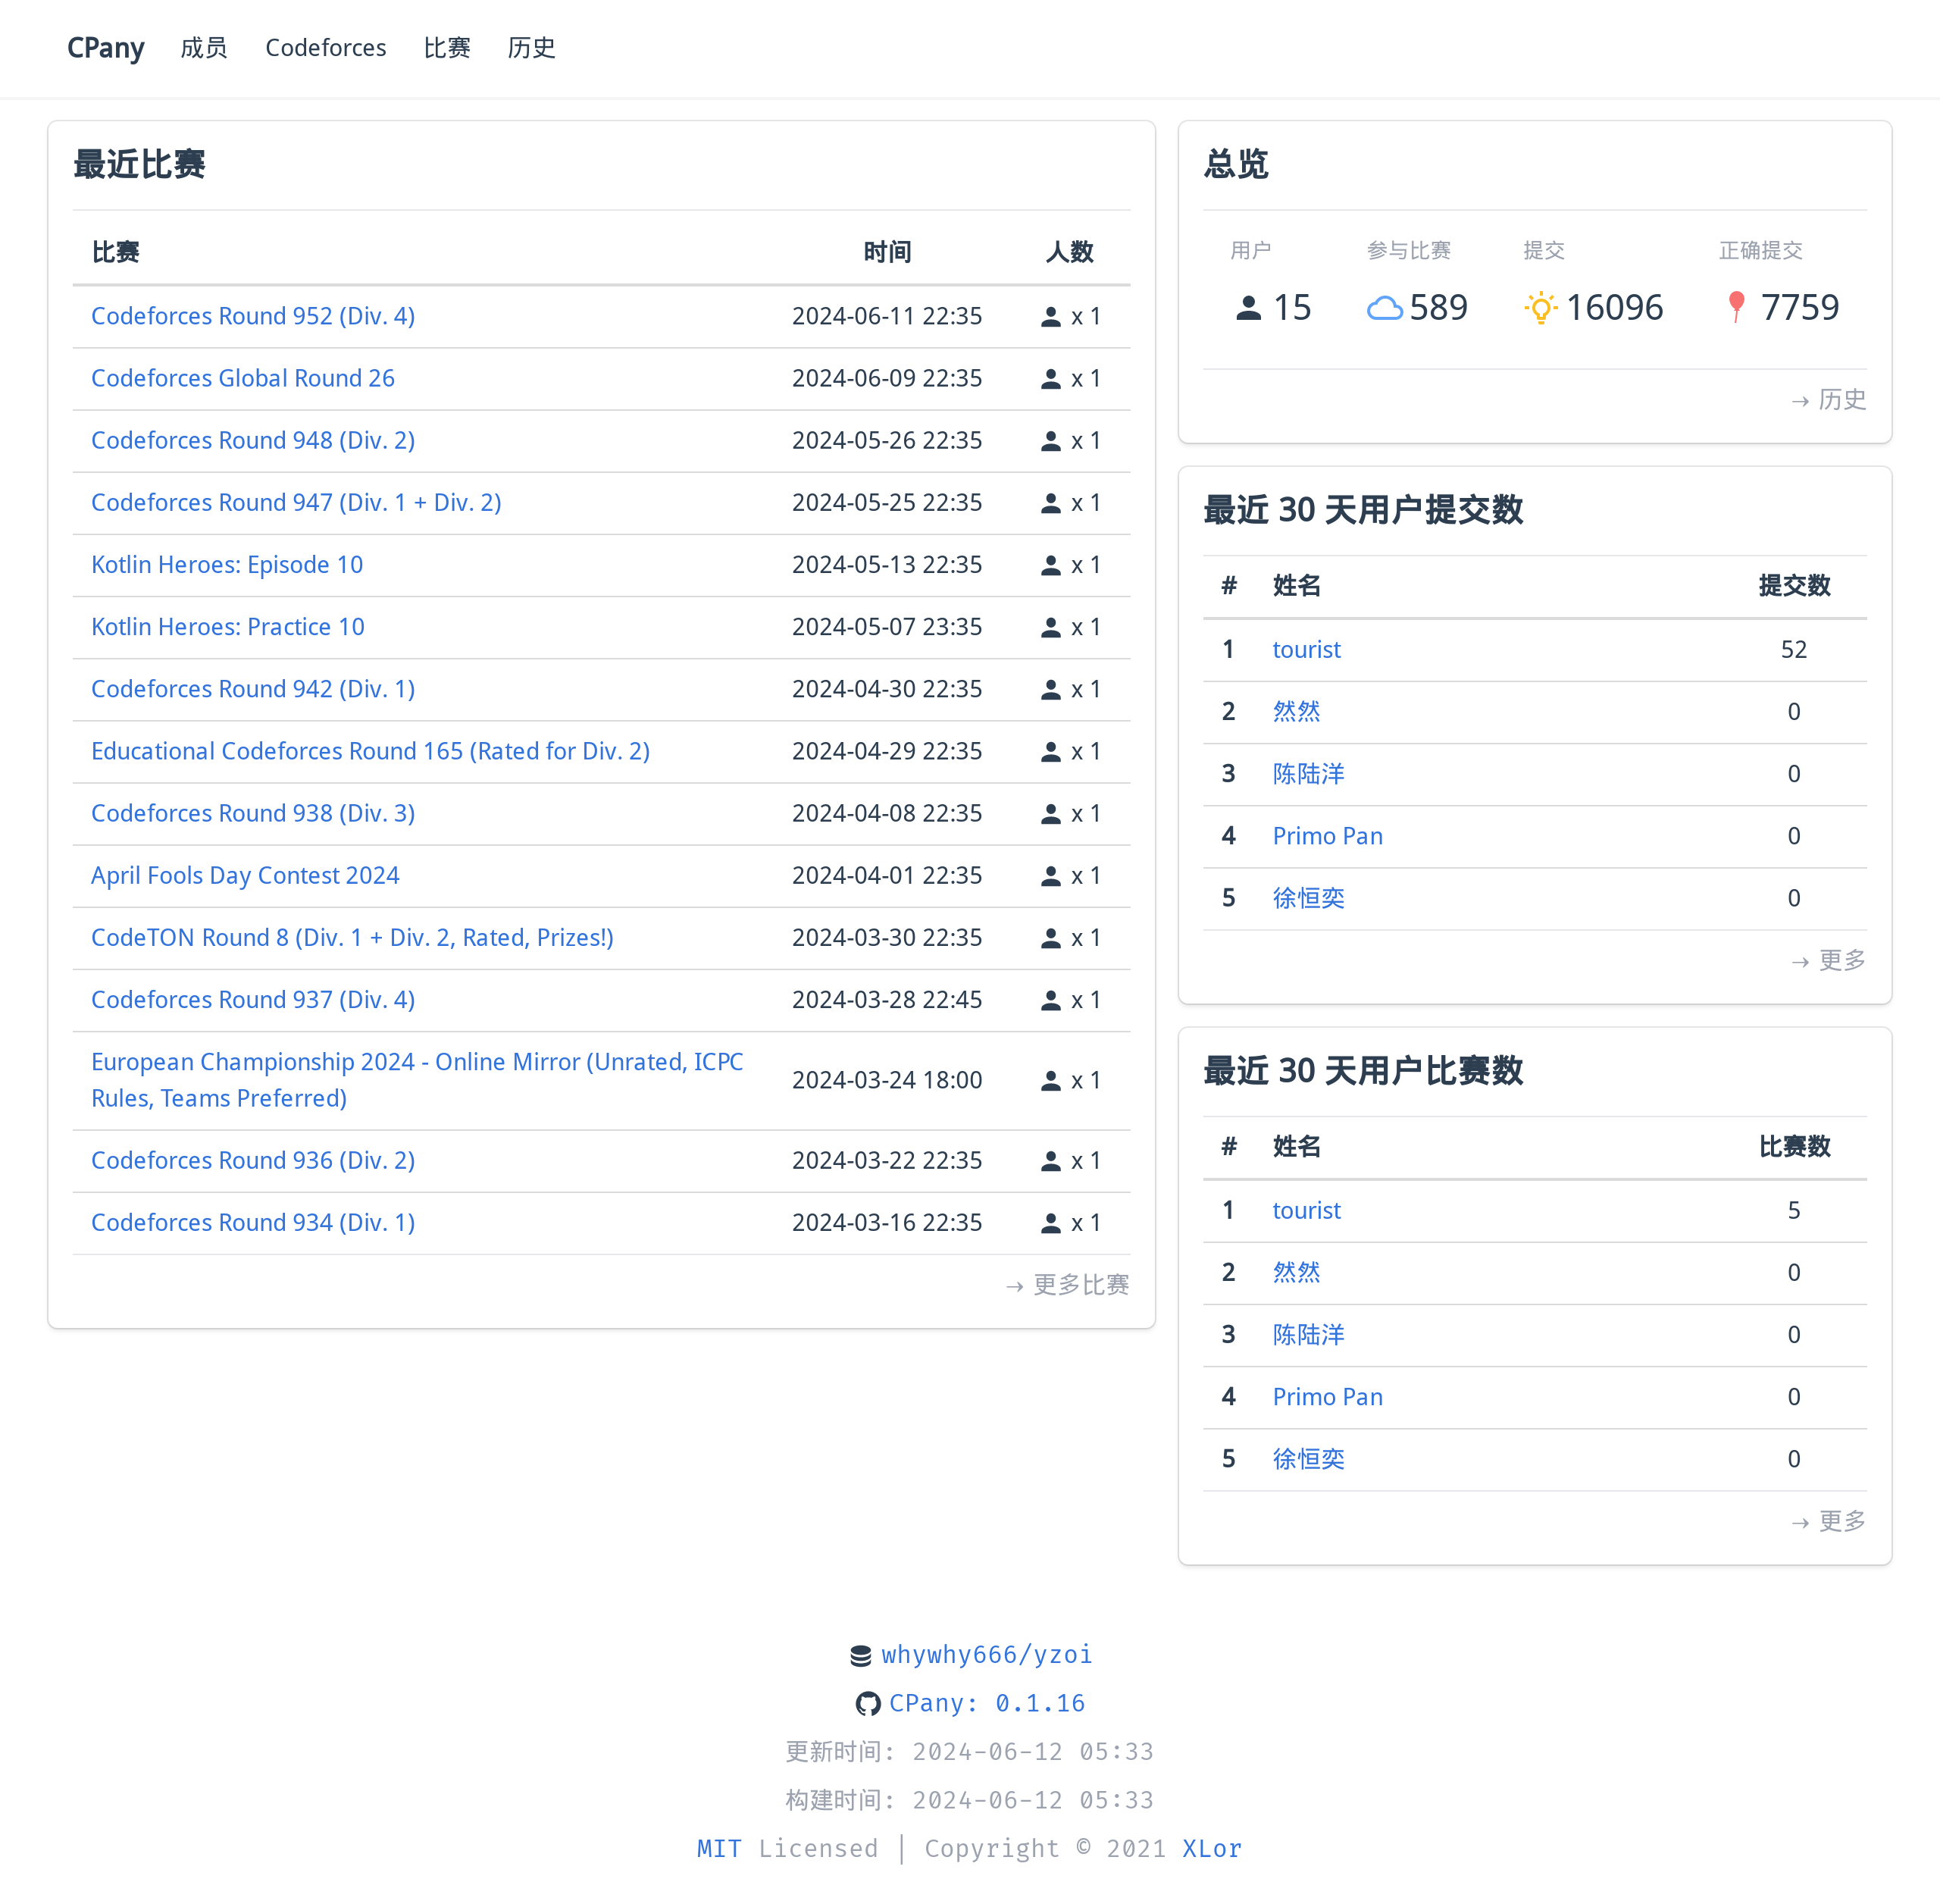 CPany 成员 Codeforces 比赛 历史
最近比赛
比赛 时间 人数
Codeforces Round 952 (Div. 4) 2024-06-11 22:35 x 1
Codeforces Global Round 26 2024-06-09 22:35 x 1
Codeforces Round 948 (Div. 2) 2024-05-26 22:35 x 1
Codeforces Round 947 (Div. 1 + Div. 2) 2024-05-25 22:35 x 1
Kotlin Heroes: Episode 10 2024-05-13 22:35 x 1
Kotlin Heroes: Practice 10 2024-05-07 23:35 x 1
Codeforces Round 942 (Div. 1) 2024-04-30 22:35 x 1
Educational Codeforces Round 165 (Rated for Div. 2) 2024-04-29 22:35 x 1
Codeforces Round 938 (Div. 3) 2024-04-08 22:35 x 1
April Fools Day Contest 2024 2024-04-01 22:35 x 1
CodeTON Round 8 (Div. 1 + Div. 2, Rated, Prizes!) 2024-03-30 22:35 x 1
Codeforces Round 937 (Div. 4) 2024-03-28 22:45 x 1
European Championship 2024 - Online Mirror (Unrated, ICPC
Rules, Teams Preferred) 2024-03-24 18:00 x 1
Codeforces Round 936 (Div. 2) 2024-03-22 22:35 x 1
Codeforces Round 934 (Div. 1) 2024-03-16 22:35 x 1
→ 更多比赛
总览
用户 参与比赛 提交 正确提交
15 589 16096 7759
→ 历史
最近 30 天用户提交数
# 姓名 提交数
1 tourist 52
2 然然 0
3 陈陆洋 0
4 Primo Pan 0
5 徐恒奕 0
→ 更多
最近 30 天用户比赛数
# 姓名 比赛数
1 tourist 5
2 然然 0
3 陈陆洋 0
4 Primo Pan 0
5 徐恒奕 0
→ 更多
whywhy666/yzoi
CPany: 0.1.16
更新时间: 2024-06-12 05:33
构建时间: 2024-06-12 05:33
MIT Licensed | Copyright © 2021 XLor